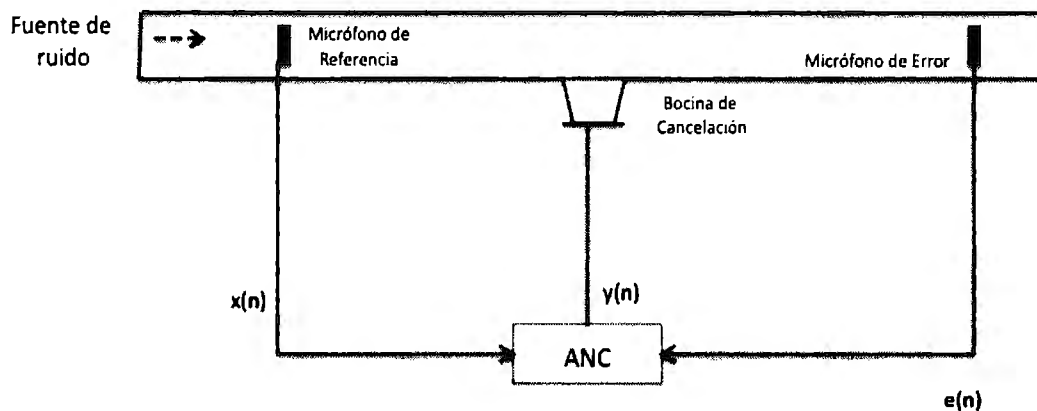 Fuente de
ruido
Micrófono de
Referencia
Micrófono de Error
Bocina de
Cancelación
x(n)
y(n)
ANC
e(n)